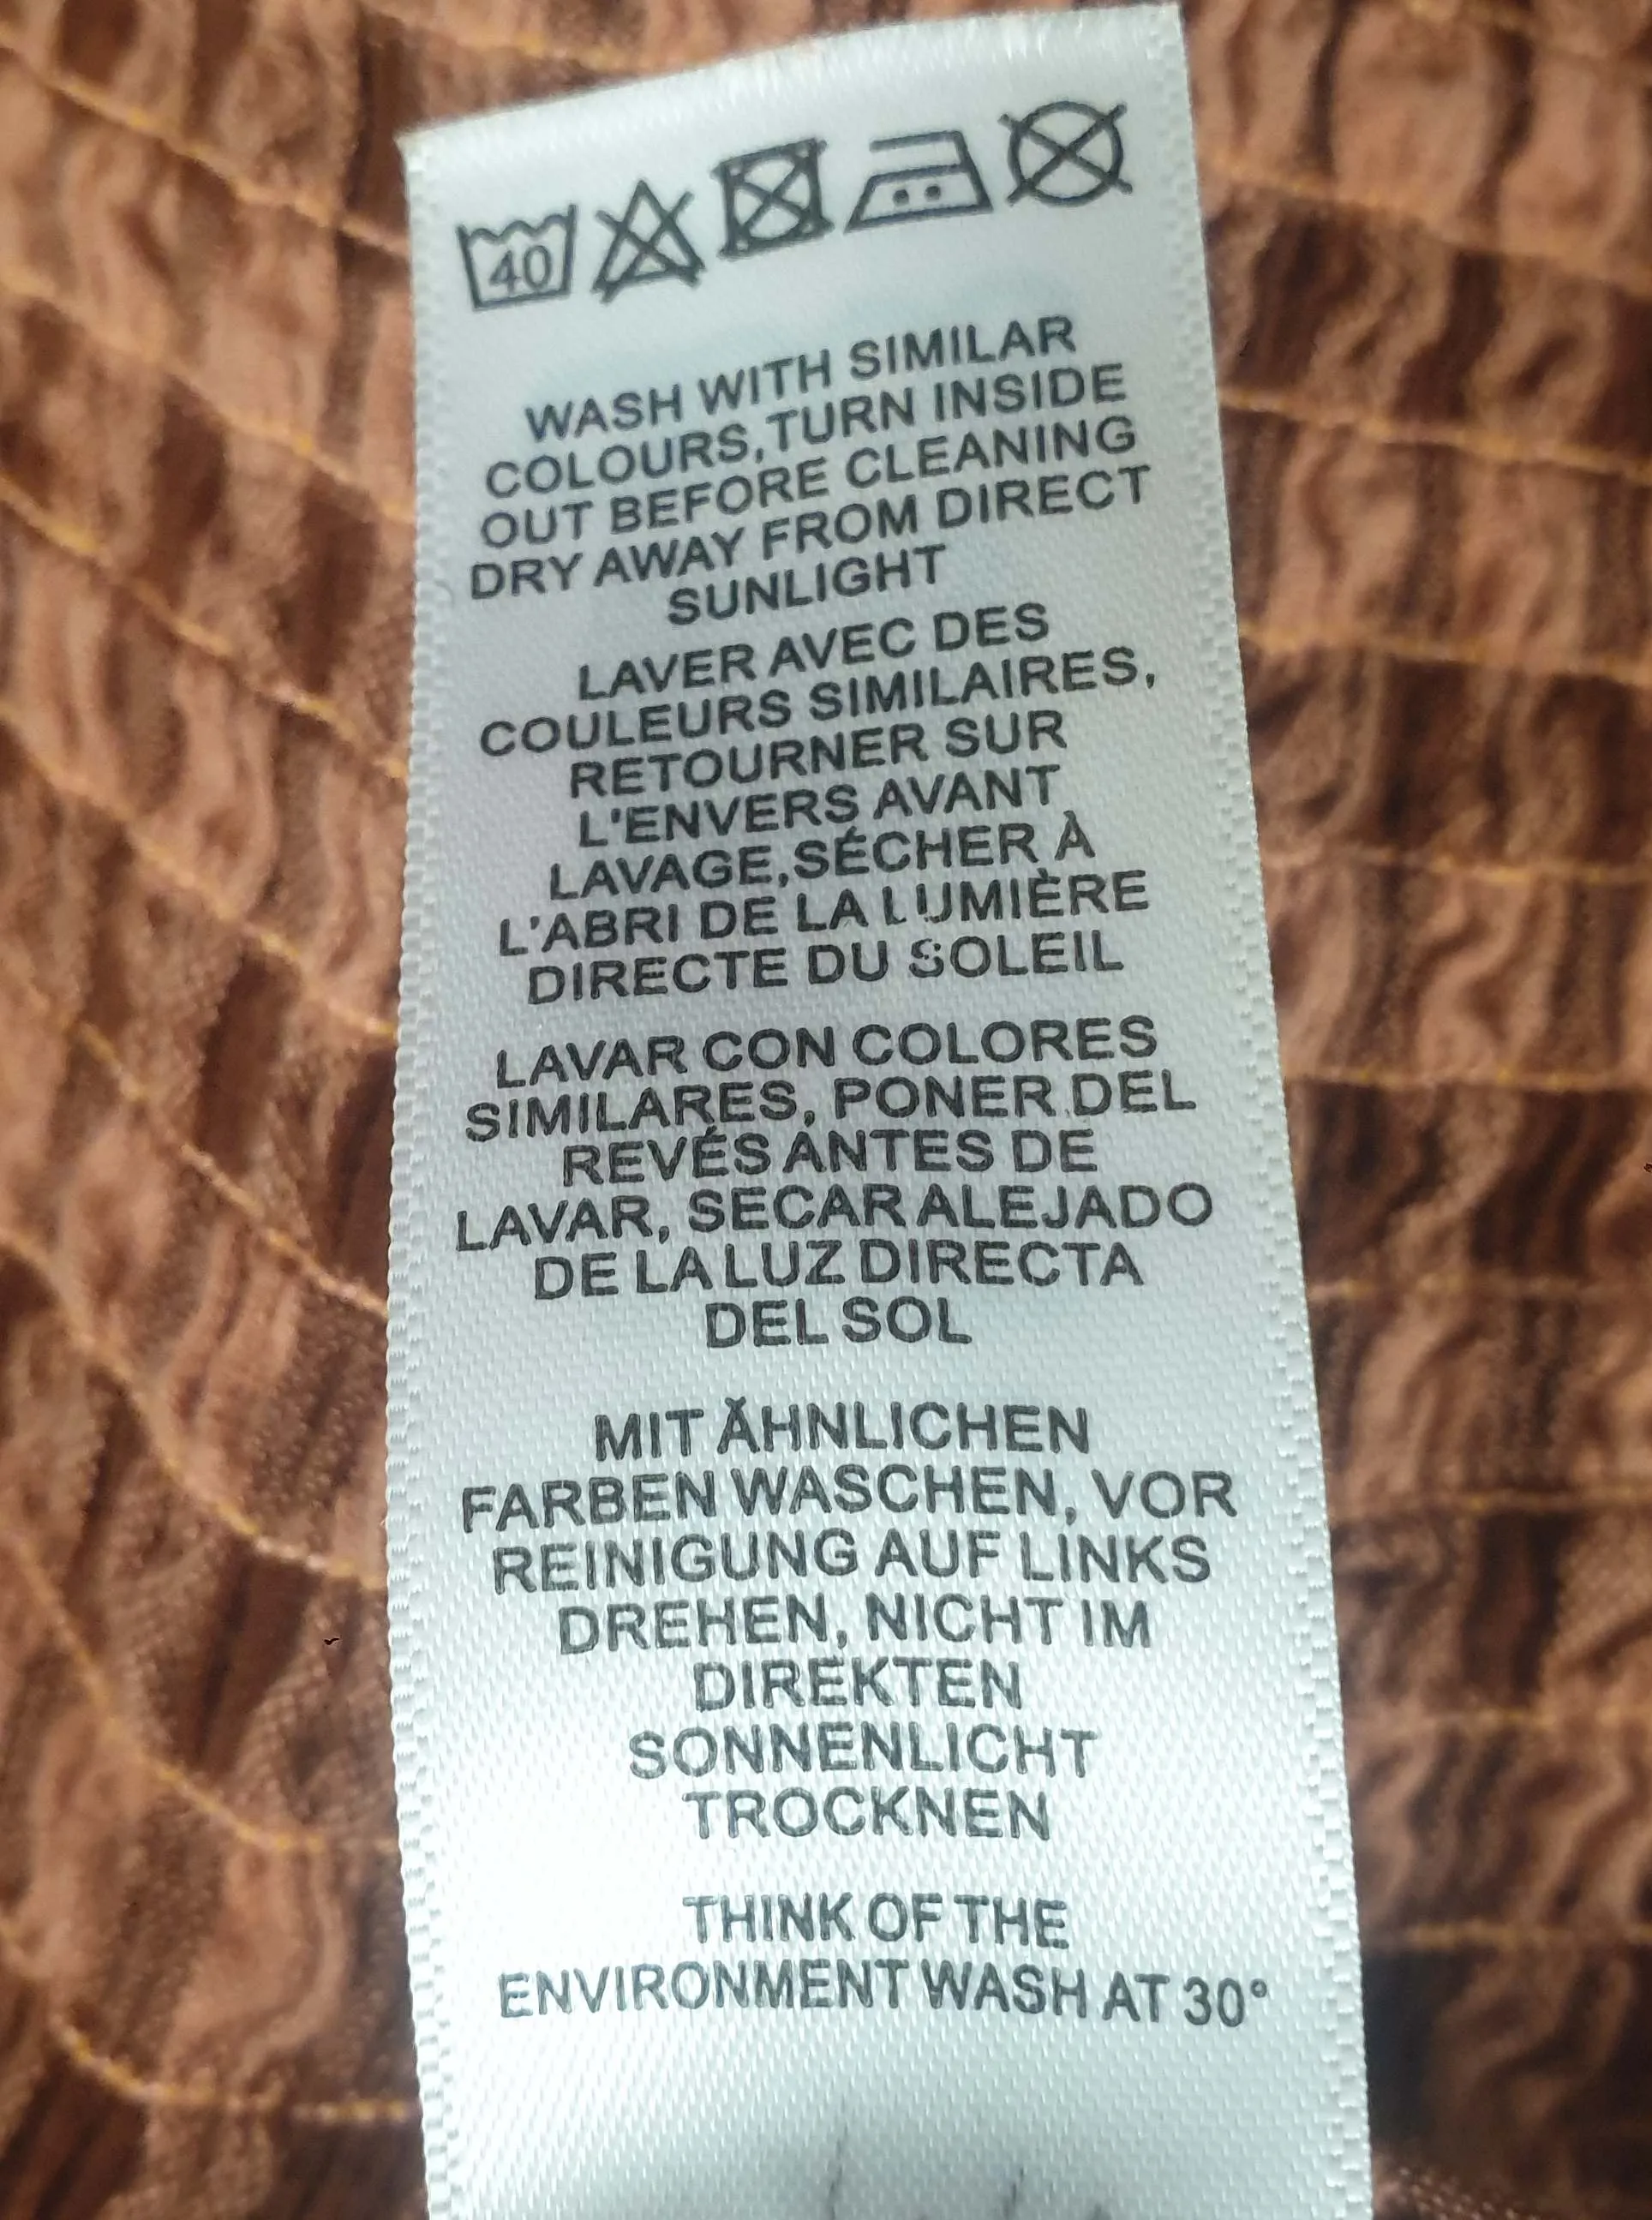 40
WASH WITH SIMILAR
COLOURS,TURN INSIDE
OUT BEFORE CLEANING
DRY AWAY FROM DIRECT
SUNLIGHT
LAVER AVEC DES
COULEURS SIMILAIRES,
RETOURNER SUR
L'ENVERS AVANT
LAVAGE,SÉCHER À
L'ABRI DE LA LUMIÈRE
DIRECTE DU SOLEIL
LAVAR CON COLORES
SIMILARES, PONER DEL
REVÉS ANTES DE
LAVAR, SECAR ALEJADO
DE LA LUZ DIRECTA
DEL SOL
MIT ÄHNLICHEN
FARBEN WASCHEN, VOR
REINIGUNG AUF LINKS
DREHEN, NICHT IM
DIREKTEN
SONNENLICHT
TROCKNEN
THINK OF THE
ENVIRONMENT WASH AT 30°